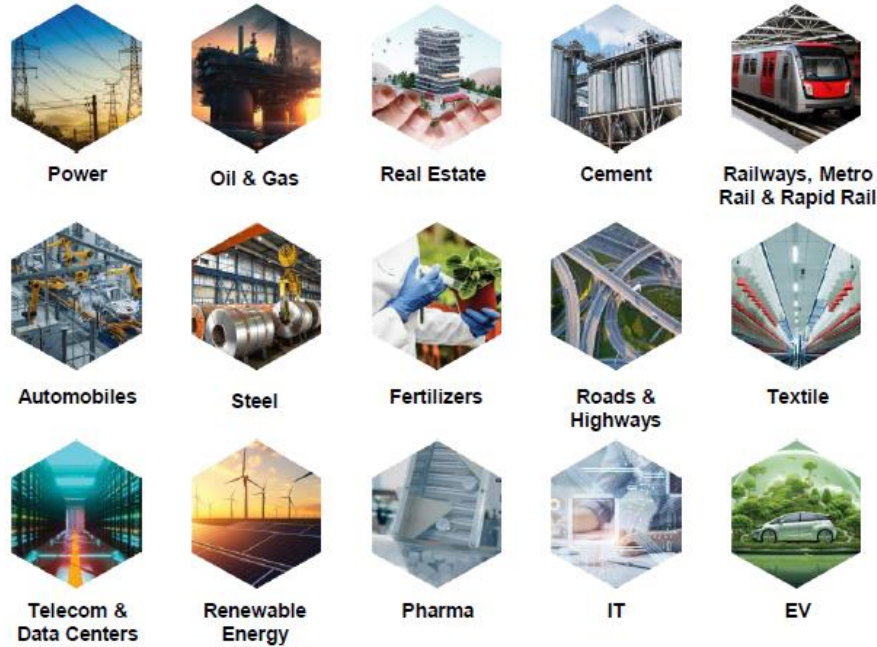 Power
Oil & Gas
Real Estate
Cement
Railways, Metro
Rail & Rapid Rail
Automobiles
Steel
Fertilizers
Roads &
Highways
Textile
Telecom &
Data Centers
Renewable
Energy
Pharma
IT
EV